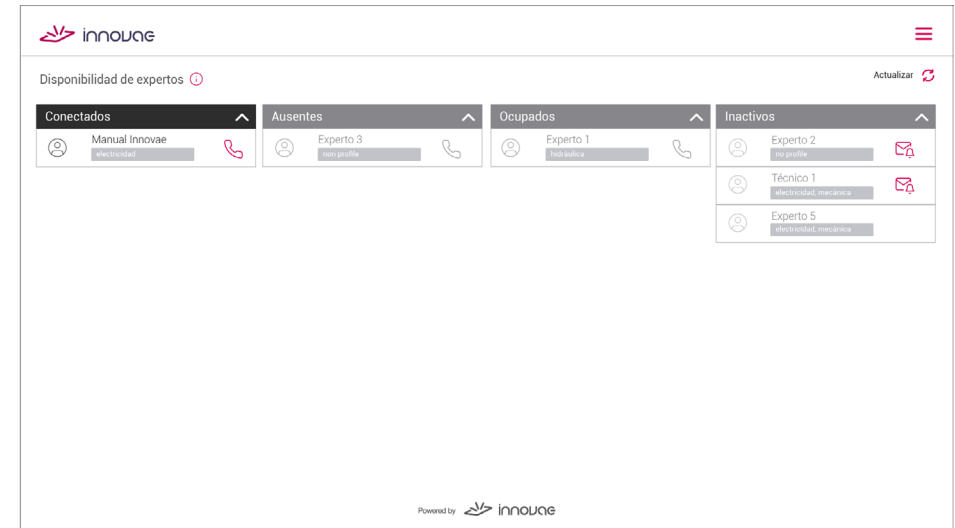 innovae
Disponibilidad de expertos
Actualizar
Conectados
Manual Innovae
electricidad
Ausentes
Experto 3
non profile
Ocupados
Experto 1
hidráulica
Inactivos
Experto 2
no profile
Técnico 1
electricidad, mecánica
Experto 5
electricidad, mecánica
Powered by innovae